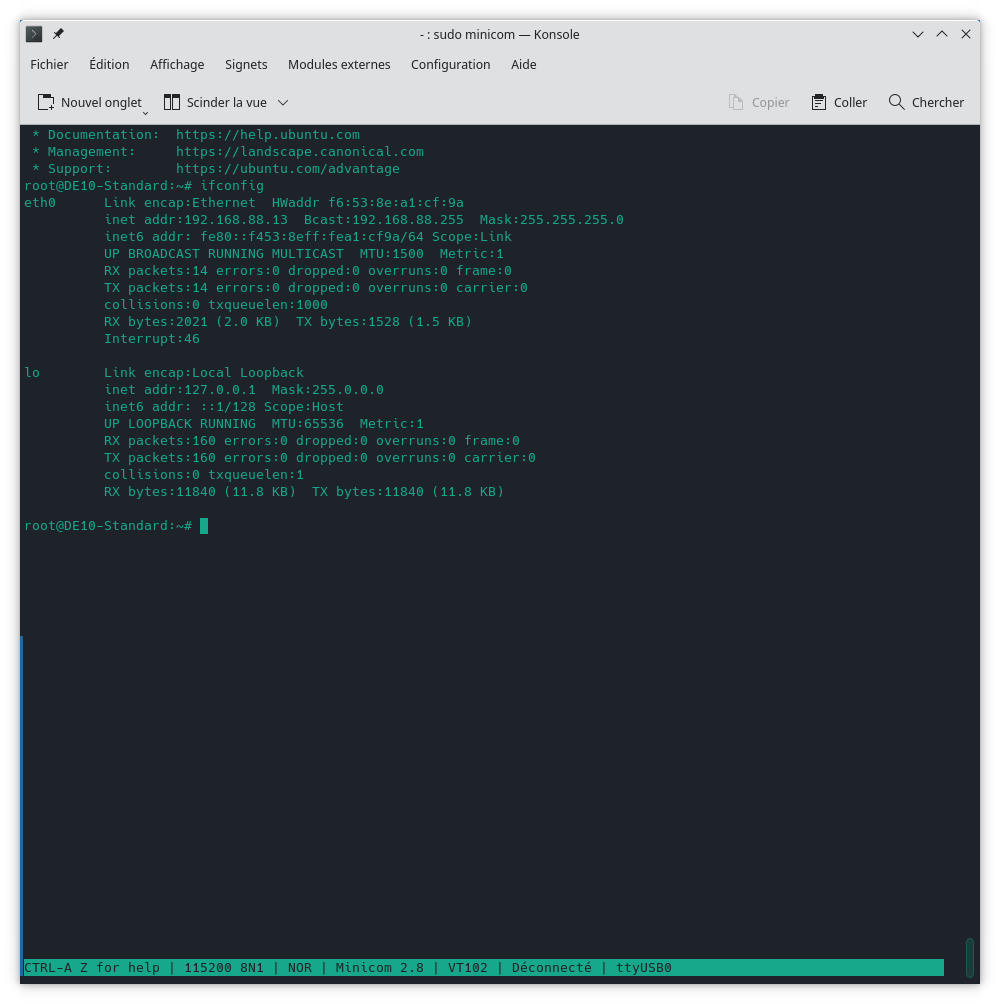 - : sudo minicom — Konsole
Fichier Édition Affichage Signets Modules externes Configuration Aide
Nouvel onglet Scinder la vue Copier Coller Chercher
* Documentation:  https://help.ubuntu.com
* Management:     https://landscape.canonical.com
* Support:        https://ubuntu.com/advantage
root@DE10-Standard:~# ifconfig
eth0      Link encap:Ethernet  HWaddr f6:53:8e:a1:cf:9a
          inet addr:192.168.88.13  Bcast:192.168.88.255  Mask:255.255.255.0
          inet6 addr: fe80::f453:8eff:fea1:cf9a/64 Scope:Link
          UP BROADCAST RUNNING MULTICAST  MTU:1500  Metric:1
          RX packets:14 errors:0 dropped:0 overruns:0 frame:0
          TX packets:14 errors:0 dropped:0 overruns:0 carrier:0
          collisions:0 txqueuelen:1000
          RX bytes:2021 (2.0 KB)  TX bytes:1528 (1.5 KB)
          Interrupt:46
lo        Link encap:Local Loopback
          inet addr:127.0.0.1  Mask:255.0.0.0
          inet6 addr: ::1/128 Scope:Host
          UP LOOPBACK RUNNING  MTU:65536  Metric:1
          RX packets:160 errors:0 dropped:0 overruns:0 frame:0
          TX packets:160 errors:0 dropped:0 overruns:0 carrier:0
          collisions:0 txqueuelen:1
          RX bytes:11840 (11.8 KB)  TX bytes:11840 (11.8 KB)
root@DE10-Standard:~#
CTRL-A Z for help | 115200 8N1 | NOR | Minicom 2.8 | VT102 | Déconnecté | ttyUSB0